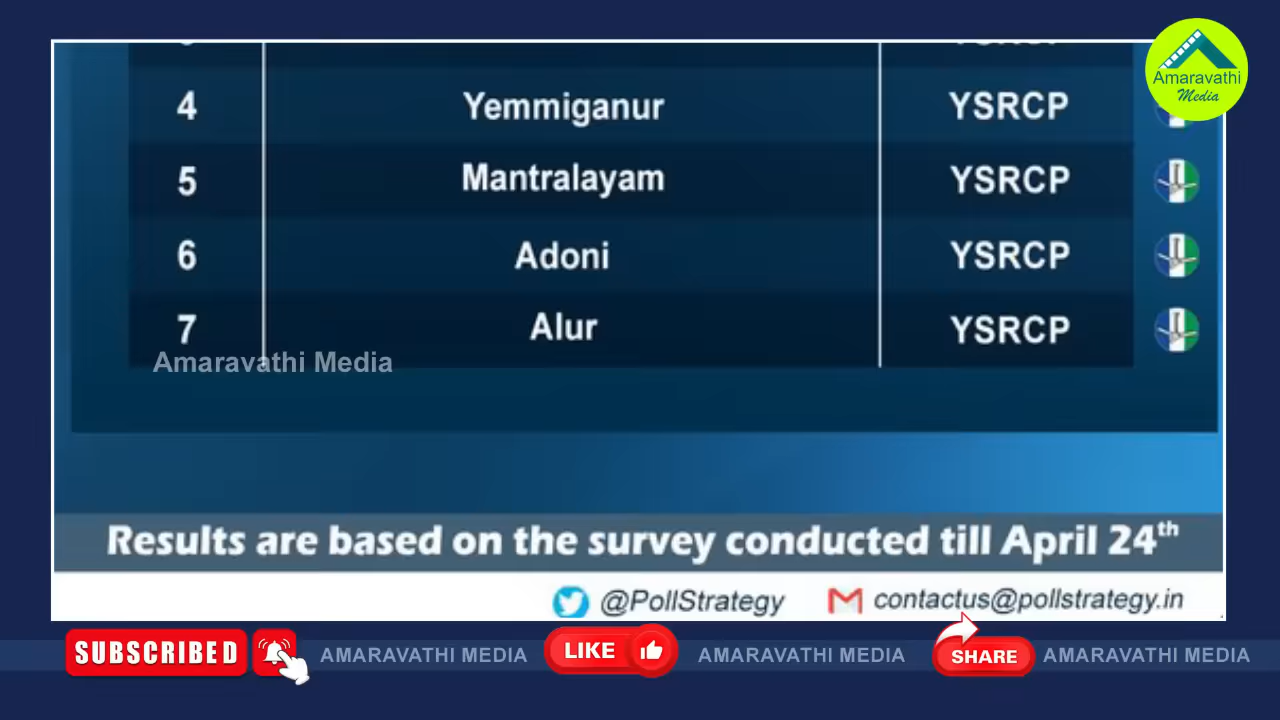 4 Yemmiganur YSRCP
5 Mantralayam YSRCP
6 Adoni YSRCP
7 Alur YSRCP
Amaravathi Media
Results are based on the survey conducted till April 24th
@PollStrategy contactus@pollstrategy.in
SUBSCRIBED AMARAVATHI MEDIA LIKE AMARAVATHI MEDIA SHARE AMARAVATHI MEDIA
Amaravathi
Media